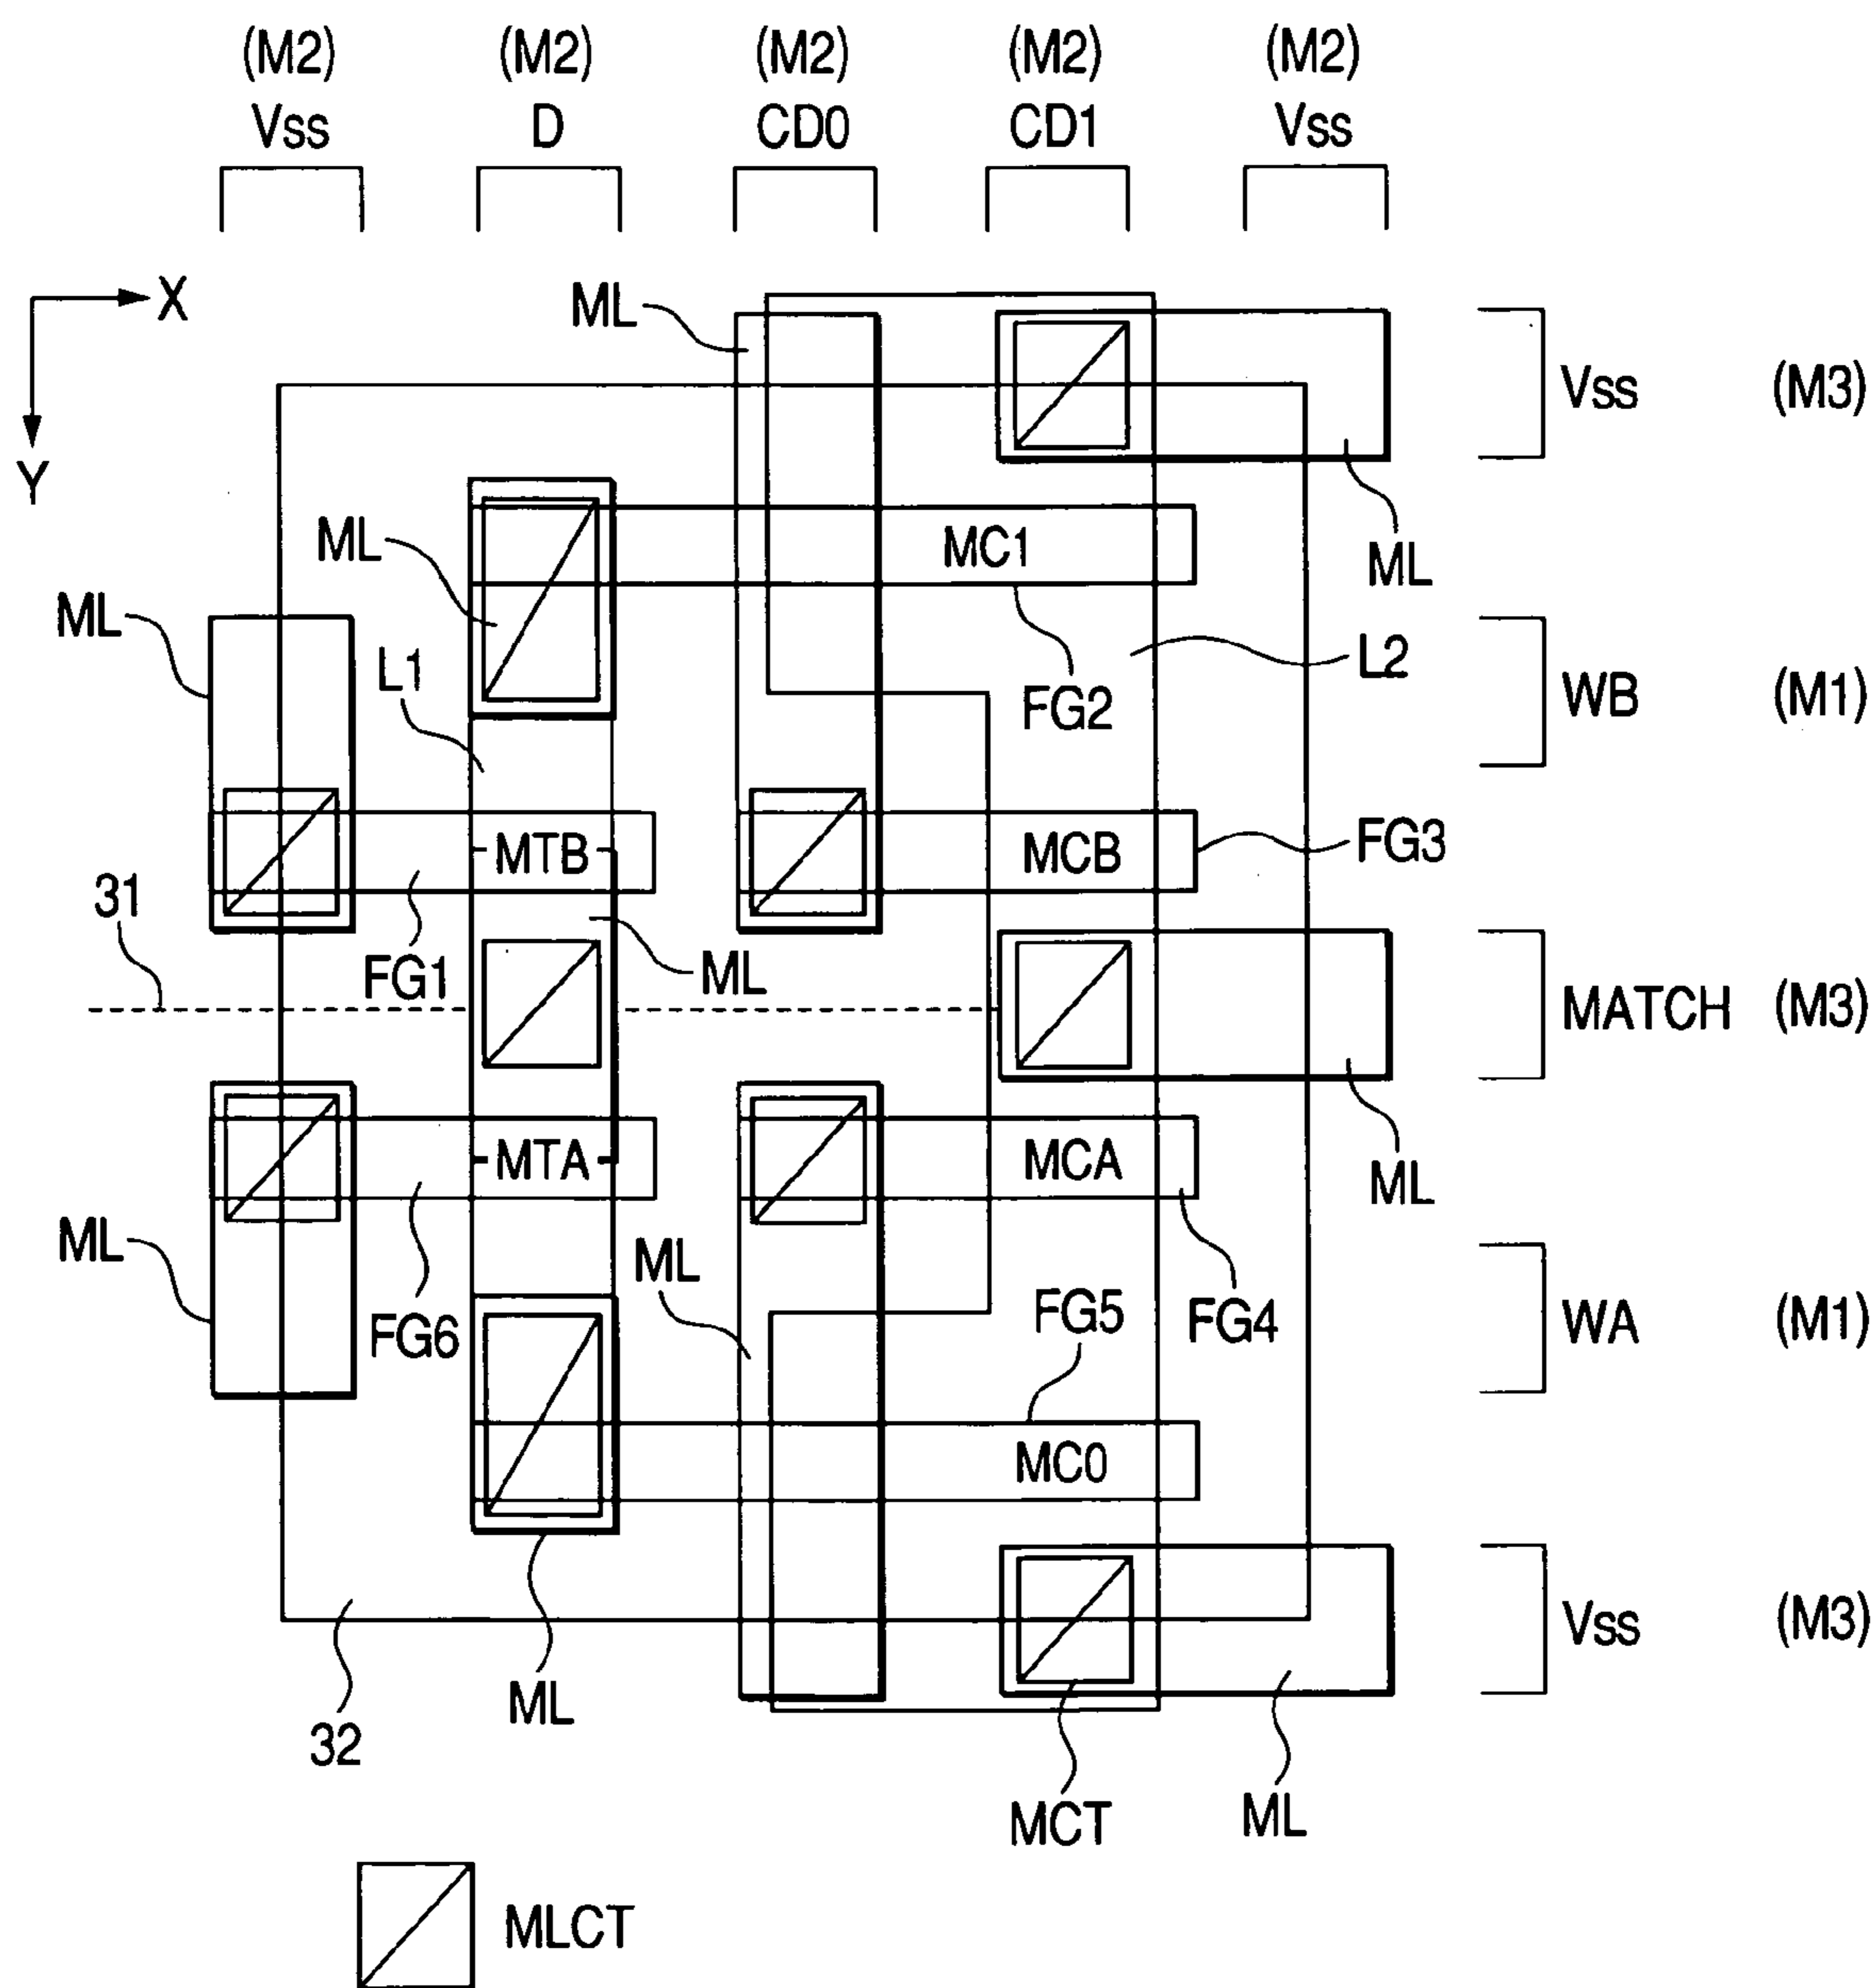 (M2) (M2) (M2) (M2) (M2)
Vss D CD0 CD1 Vss
X
Y
ML
Vss (M3)
ML
MC1
ML
ML
L1
L2
FG2
WB (M1)
MTB
MCB
FG3
31
FG1
ML
MATCH (M3)
MTA
MCA
ML
ML
ML
FG6
FG5
FG4
WA (M1)
MC0
Vss (M3)
ML
32
MCT
ML
MLCT